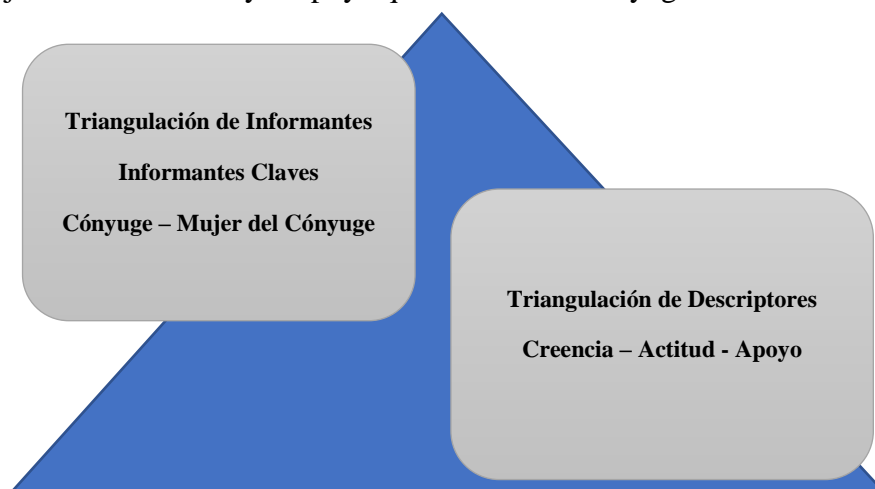 Triangulación de Informantes
Informantes Claves
Cónyuge – Mujer del Cónyuge
Triangulación de Descriptores
Creencia – Actitud - Apoyo